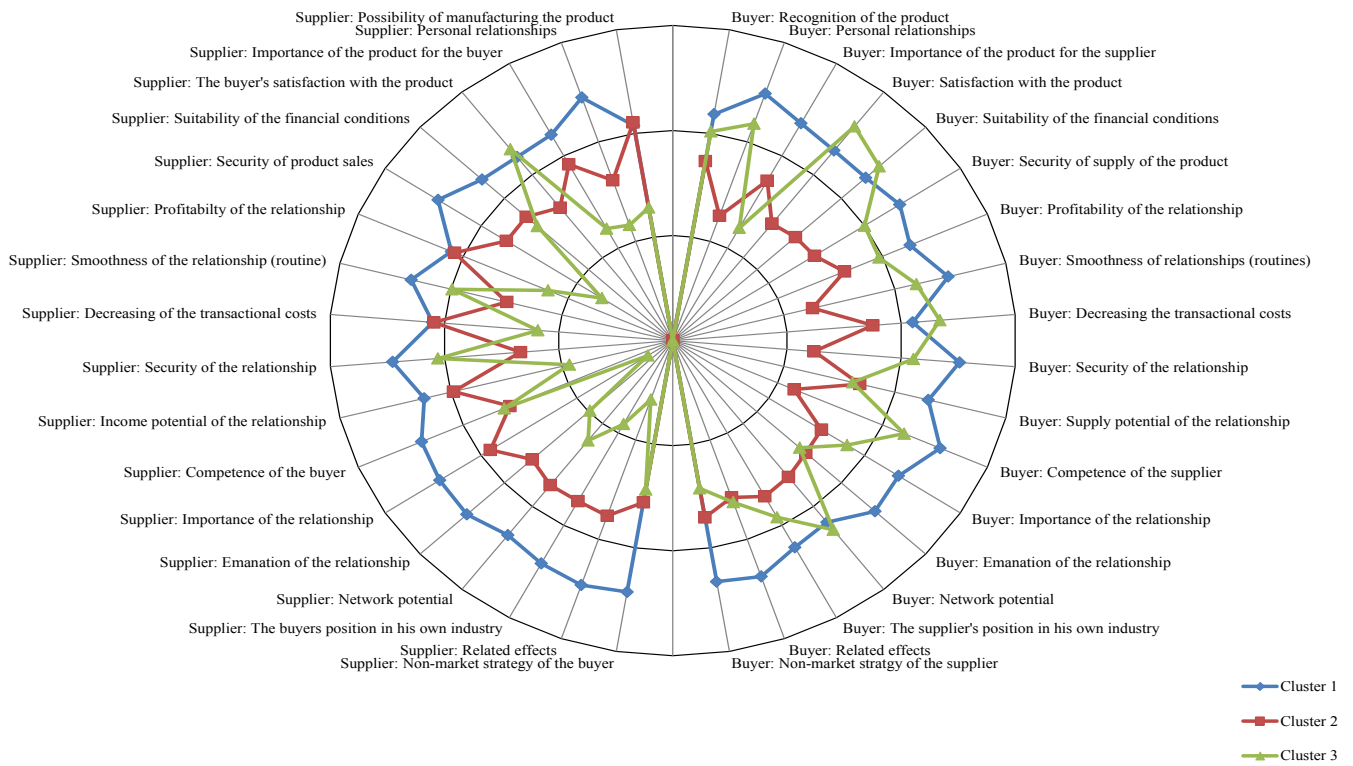 Supplier: Possibility of manufacturing the product
Supplier: Personal relationships
Supplier: Importance of the product for the buyer
Supplier: The buyer's satisfaction with the product
Supplier: Suitability of the financial conditions
Supplier: Security of product sales
Supplier: Profitabilty of the relationship
Supplier: Smoothness of the relationship (routine)
Supplier: Decreasing of the transactional costs
Supplier: Security of the relationship
Supplier: Income potential of the relationship
Supplier: Competence of the buyer
Supplier: Importance of the relationship
Supplier: Emanation of the relationship
Supplier: Network potential
Supplier: The buyers position in his own industry
Supplier: Related effects
Supplier: Non-market strategy of the buyer
Buyer: Recognition of the product
Buyer: Personal relationships
Buyer: Importance of the product for the supplier
Buyer: Satisfaction with the product
Buyer: Suitability of the financial conditions
Buyer: Security of supply of the product
Buyer: Profitability of the relationship
Buyer: Smoothness of relationships (routines)
Buyer: Decreasing the transactional costs
Buyer: Security of the relationship
Buyer: Supply potential of the relationship
Buyer: Competence of the supplier
Buyer: Importance of the relationship
Buyer: Emanation of the relationship
Buyer: Network potential
Buyer: The supplier's position in his own industry
Buyer: Related effects
Buyer: Non-market stratgy of the supplier
Cluster 1
Cluster 2
Cluster 3